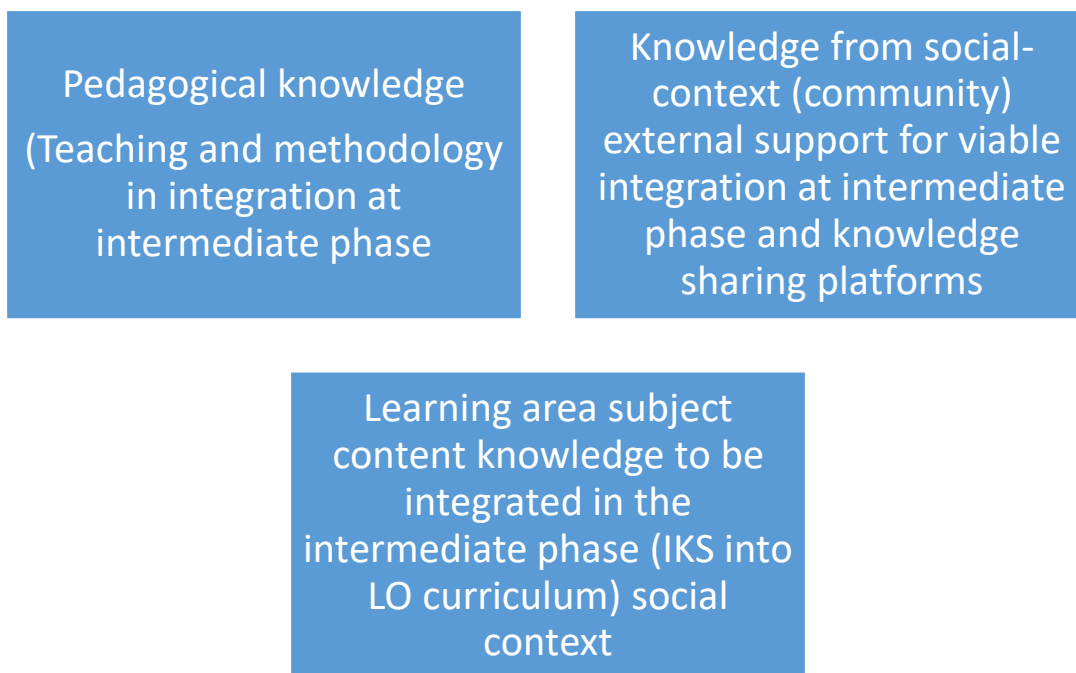 Pedagogical knowledge
(Teaching and methodology
in integration at
intermediate phase
Knowledge from social-
context (community)
external support for viable
integration at intermediate
phase and knowledge
sharing platforms
Learning area subject
content knowledge to be
integrated in the
intermediate phase (IKS into
LO curriculum) social
context